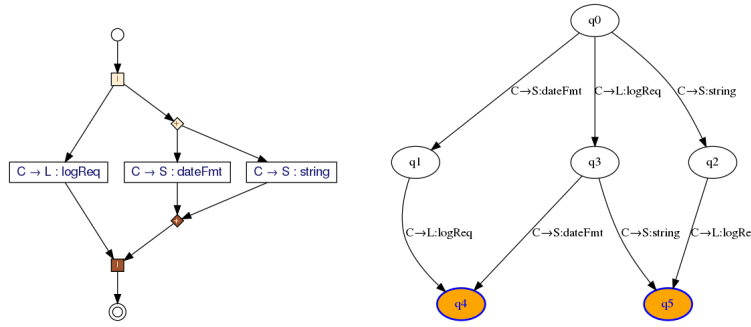 q0
|
C→S:dateFmt
C→L:logReq
C→S:string
+
C → L : logReq
C → S : dateFmt
C → S : string
q1
q3
q2
+
C→L:logReq
C→S:dateFmt
C→S:string
C→L:logRe
|
q4
q5